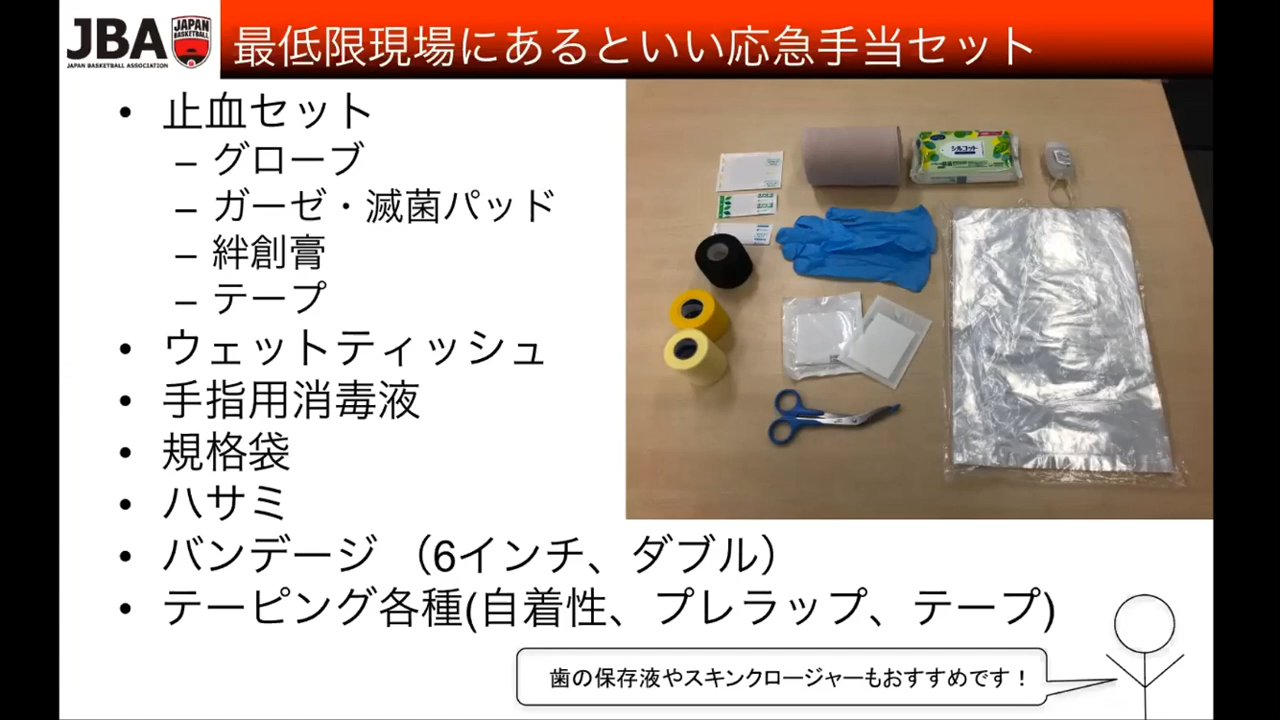 JBA
JAPAN BASKETBALL ASSOCIATION
JAPAN
BASKETBALL
最低限現場にあるといい応急手当セット
• 止血セット
– グローブ
– ガーゼ・滅菌パッド
– 絆創膏
– テープ
• ウェットティッシュ
• 手指用消毒液
• 規格袋
• ハサミ
• バンデージ（6インチ、ダブル）
• テーピング各種(自着性、プレラップ、テープ)
シルコット
歯の保存液やスキンクロージャーもおすすめです！